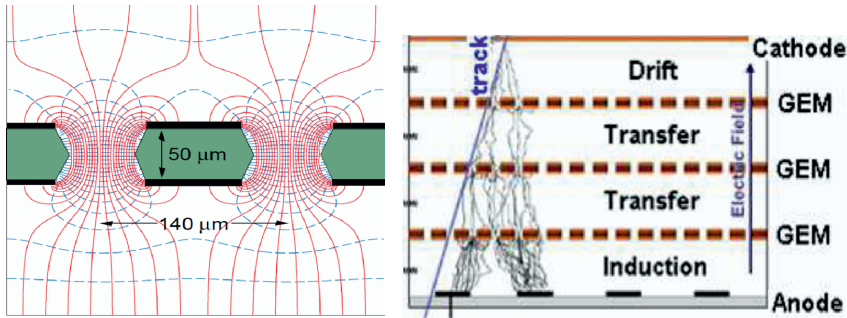 50 μm
140 μm
track
Cathode
Drift
GEM
Transfer
GEM
Transfer
Electric Field
GEM
Induction
Anode